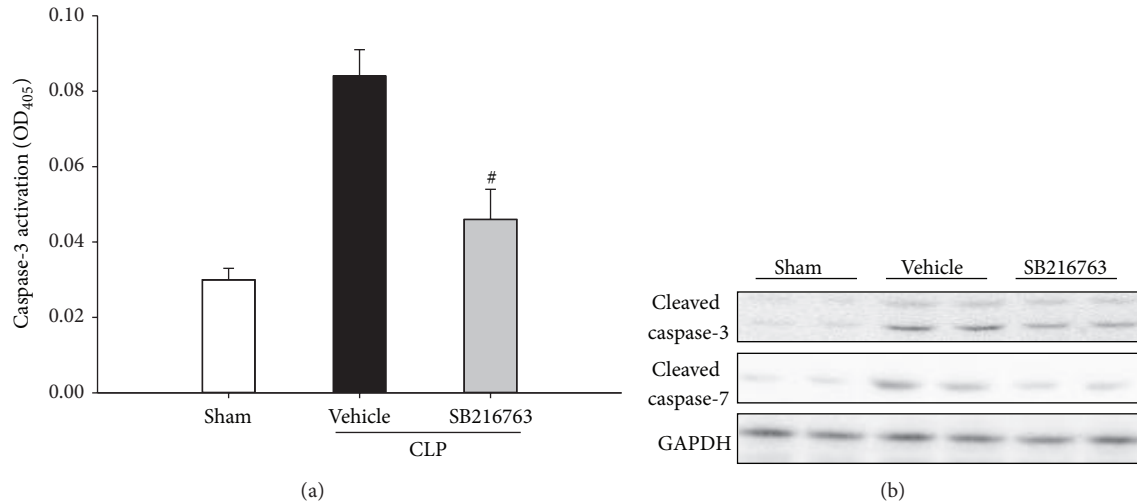 0.10
0.08
0.06
0.04
0.02
0.00
Caspase-3 activation (OD405)
#
Sham
Vehicle
SB216763
CLP
(a)
Sham
Vehicle
SB216763
Cleaved
caspase-3
Cleaved
caspase-7
GAPDH
(b)